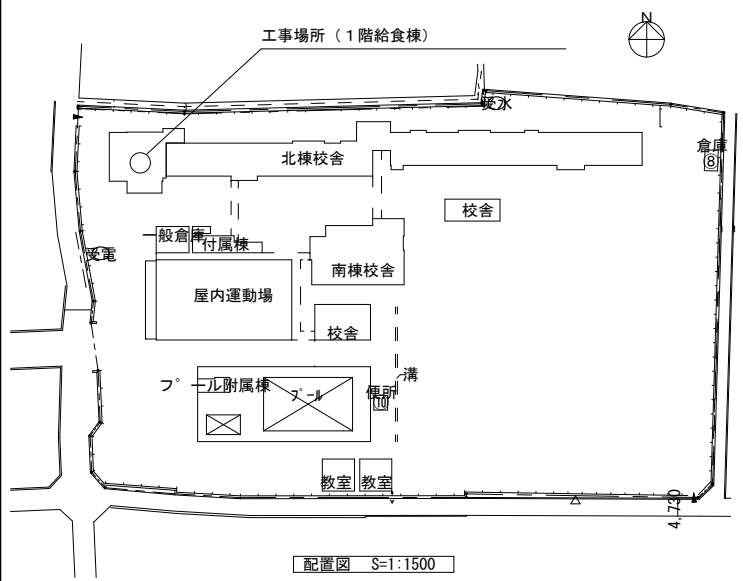 工事場所（１階給食棟）
N
受水
倉庫
8
北棟校舎
校舎
一般倉庫
付属棟
受電
南棟校舎
屋内運動場
校舎
溝
プール附属棟
プール
便所
10
教室
教室
4,730
配置図 S=1:1500